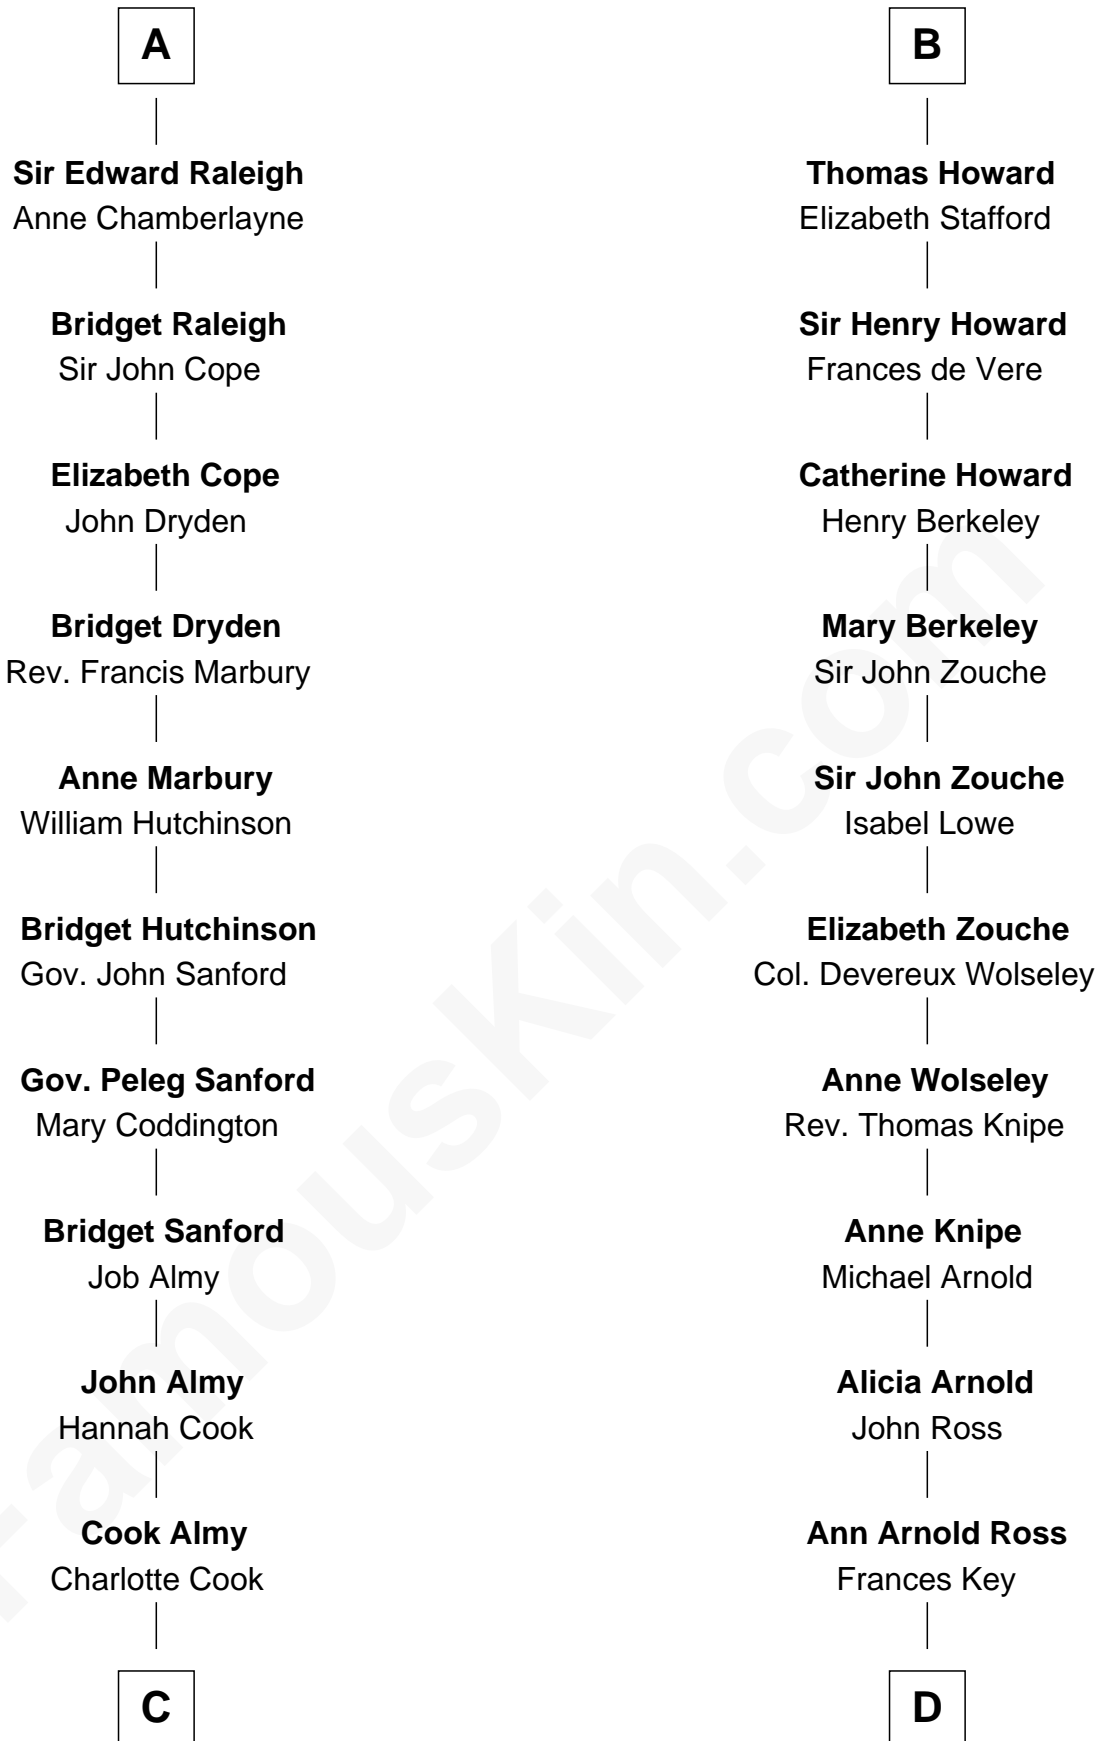 A
Sir Edward Raleigh
Anne Chamberlayne
Bridget Raleigh
Sir John Cope
Elizabeth Cope
John Dryden
Bridget Dryden
Rev. Francis Marbury
Anne Marbury
William Hutchinson
Bridget Hutchinson
Gov. John Sanford
Gov. Peleg Sanford
Mary Coddington
Bridget Sanford
Job Almy
John Almy
Hannah Cook
Cook Almy
Charlotte Cook
C
B
Thomas Howard
Elizabeth Stafford
Sir Henry Howard
Frances de Vere
Catherine Howard
Henry Berkeley
Mary Berkeley
Sir John Zouche
Sir John Zouche
Isabel Lowe
Elizabeth Zouche
Col. Devereux Wolseley
Anne Wolseley
Rev. Thomas Knipe
Anne Knipe
Michael Arnold
Alicia Arnold
John Ross
Ann Arnold Ross
Frances Key
D
FamousKin.com